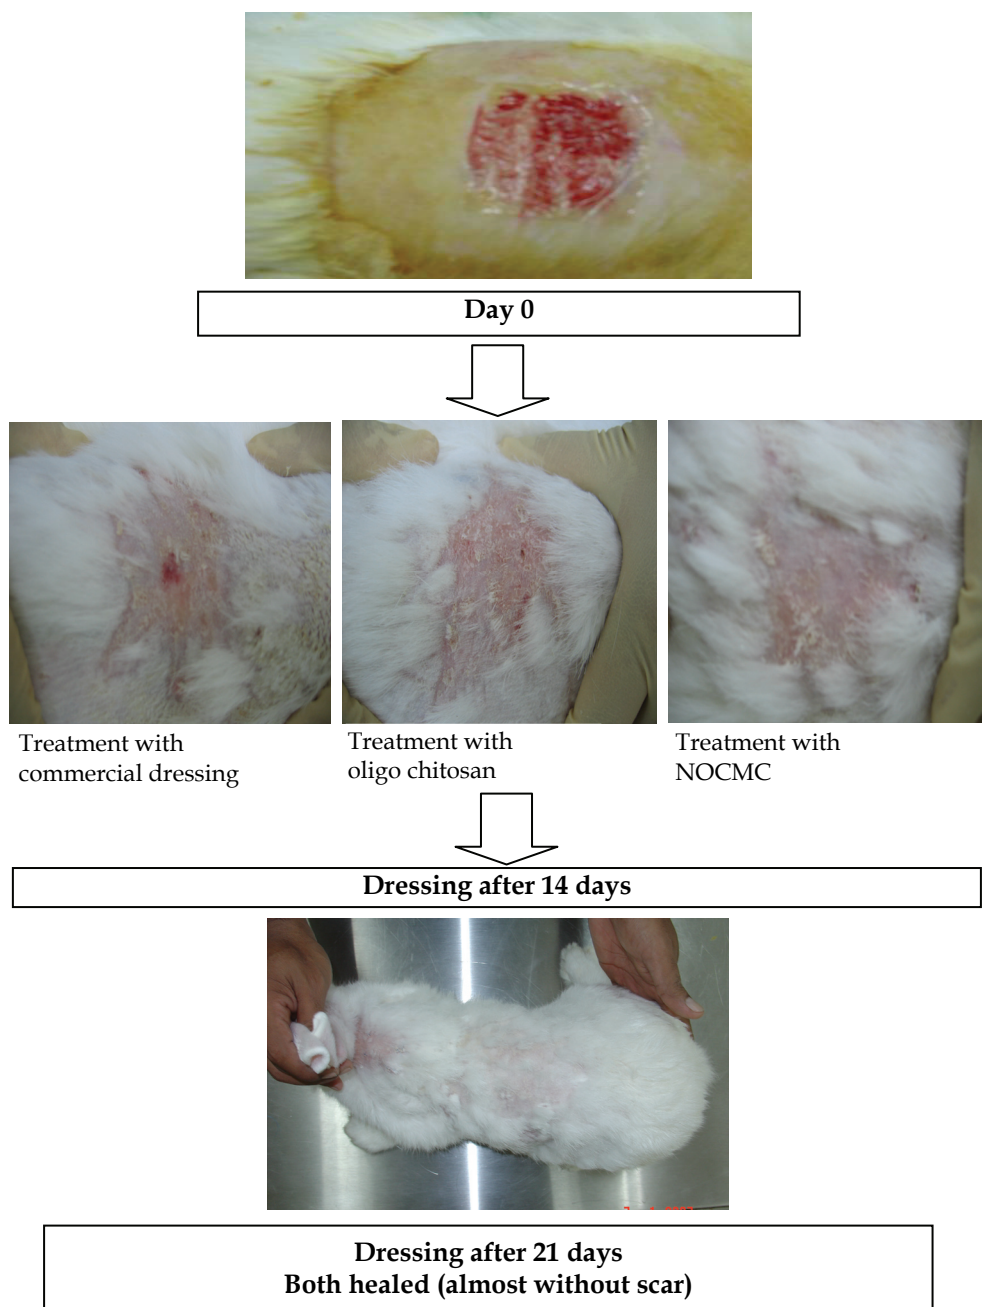 Day 0
Treatment with
commercial dressing
Treatment with
oligo chitosan
Treatment with
NOCMC
Dressing after 14 days
Dressing after 21 days
Both healed (almost without scar)